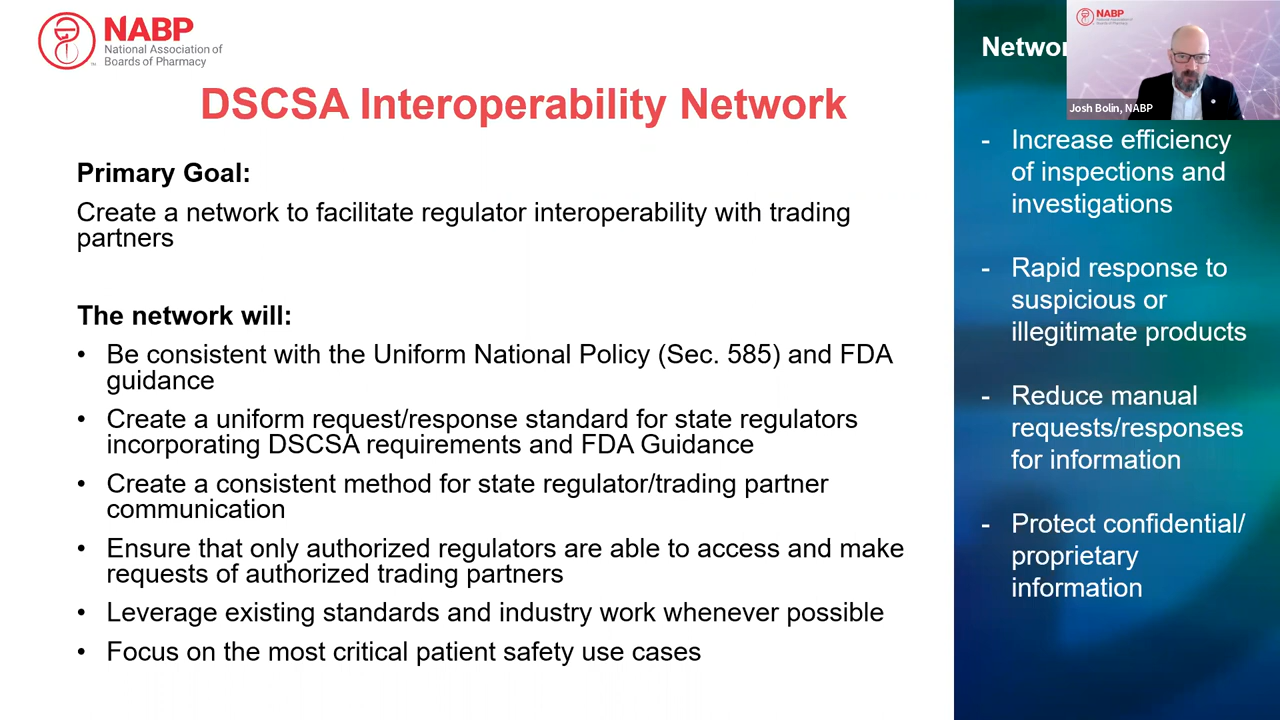 NABP
National Association of
Boards of Pharmacy
DSCSA Interoperability Network
Primary Goal:
Create a network to facilitate regulator interoperability with trading
partners
The network will:
• Be consistent with the Uniform National Policy (Sec. 585) and FDA
guidance
• Create a uniform request/response standard for state regulators
incorporating DSCSA requirements and FDA Guidance
• Create a consistent method for state regulator/trading partner
communication
• Ensure that only authorized regulators are able to access and make
requests of authorized trading partners
• Leverage existing standards and industry work whenever possible
• Focus on the most critical patient safety use cases
NABP
Josh Bolin, NABP
- Increase efficiency
of inspections and
investigations
- Rapid response to
suspicious or
illegitimate products
- Reduce manual
requests/responses
for information
- Protect confidential/
proprietary
information